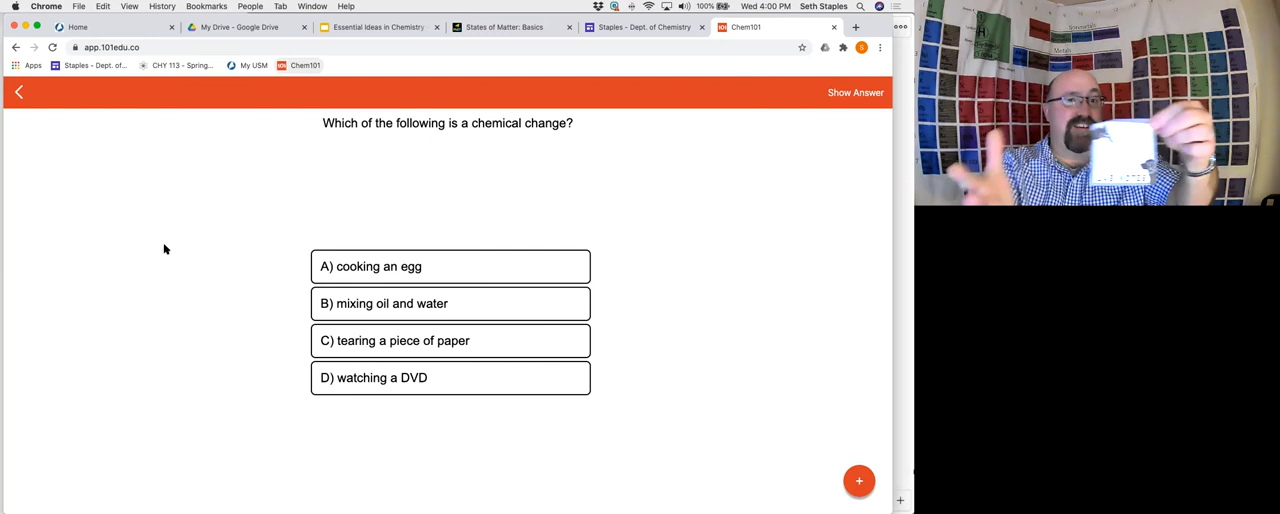 Chrome File Edit View History Bookmarks People Tab Window Help 100% Wed 4:00 PM Seth Staples
Home My Drive - Google Drive Essential Ideas in Chemistry - States of Matter: Basics Staples - Dept. of Chemistry Chem101
app.101edu.co S
Apps Staples - Dept. of... CHY 113 - Spring... My USM Chem101
Show Answer
Which of the following is a chemical change?
A) cooking an egg
B) mixing oil and water
C) tearing a piece of paper
D) watching a DVD
+
Nonmetals
Metals
H